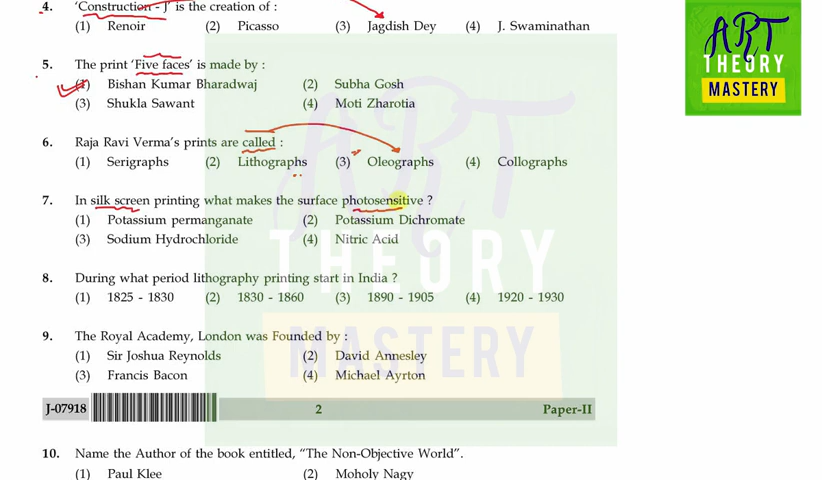 4. 'Construction - J' is the creation of :
(1) Renoir (2) Picasso (3) Jagdish Dey (4) J. Swaminathan
5. The print 'Five faces' is made by :
(1) Bishan Kumar Bharadwaj (2) Subha Gosh
(3) Shukla Sawant (4) Moti Zharotia
6. Raja Ravi Verma's prints are called :
(1) Serigraphs (2) Lithographs (3) Oleographs (4) Collographs
7. In silk screen printing what makes the surface photosensitive ?
(1) Potassium permanganate (2) Potassium Dichromate
(3) Sodium Hydrochloride (4) Nitric Acid
8. During what period lithography printing start in India ?
(1) 1825 - 1830 (2) 1830 - 1860 (3) 1890 - 1905 (4) 1920 - 1930
9. The Royal Academy, London was Founded by :
(1) Sir Joshua Reynolds (2) David Annesley
(3) Francis Bacon (4) Michael Ayrton
J-07918 2 Paper-II
10. Name the Author of the book entitled, "The Non-Objective World".
(1) Paul Klee (2) Moholy Nagy
ART
THEORY
MASTERY
ART
THEORY
MASTERY